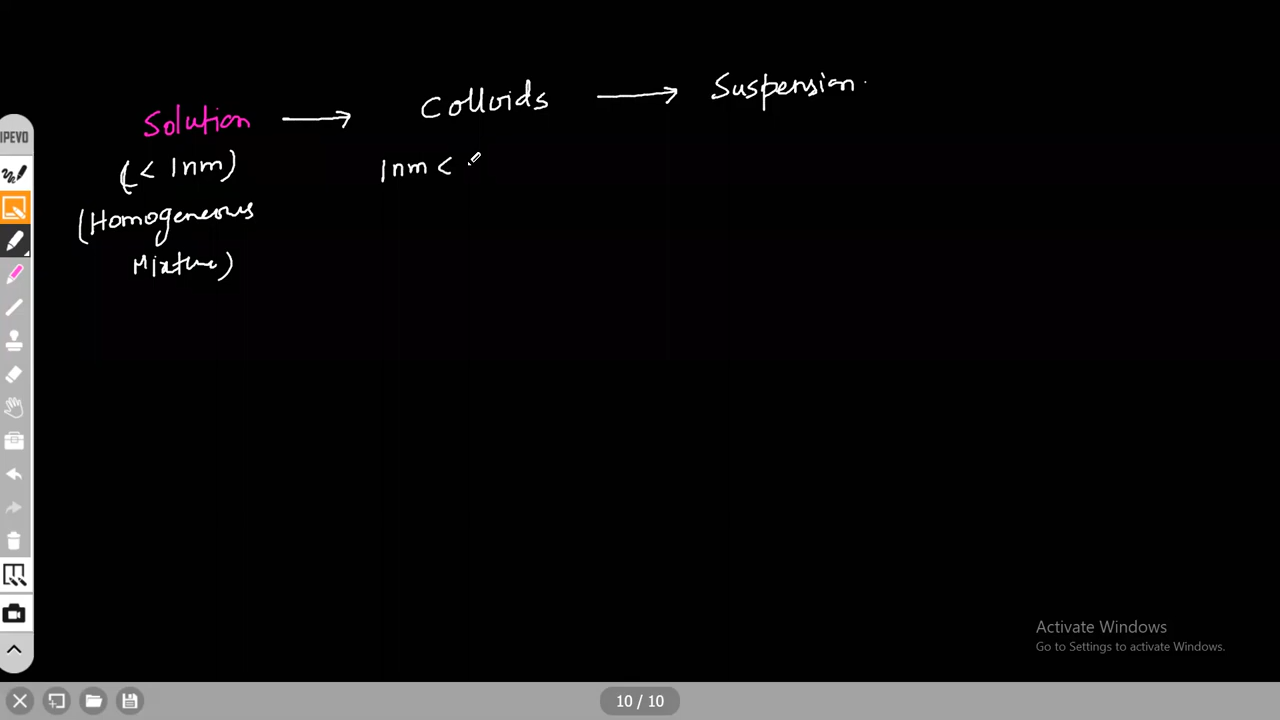 Solution → Colloids → Suspension.
(< 1nm)
1nm <
(Homogeneous
Mixture)
IPEVO
Activate Windows
Go to Settings to activate Windows.
10 / 10